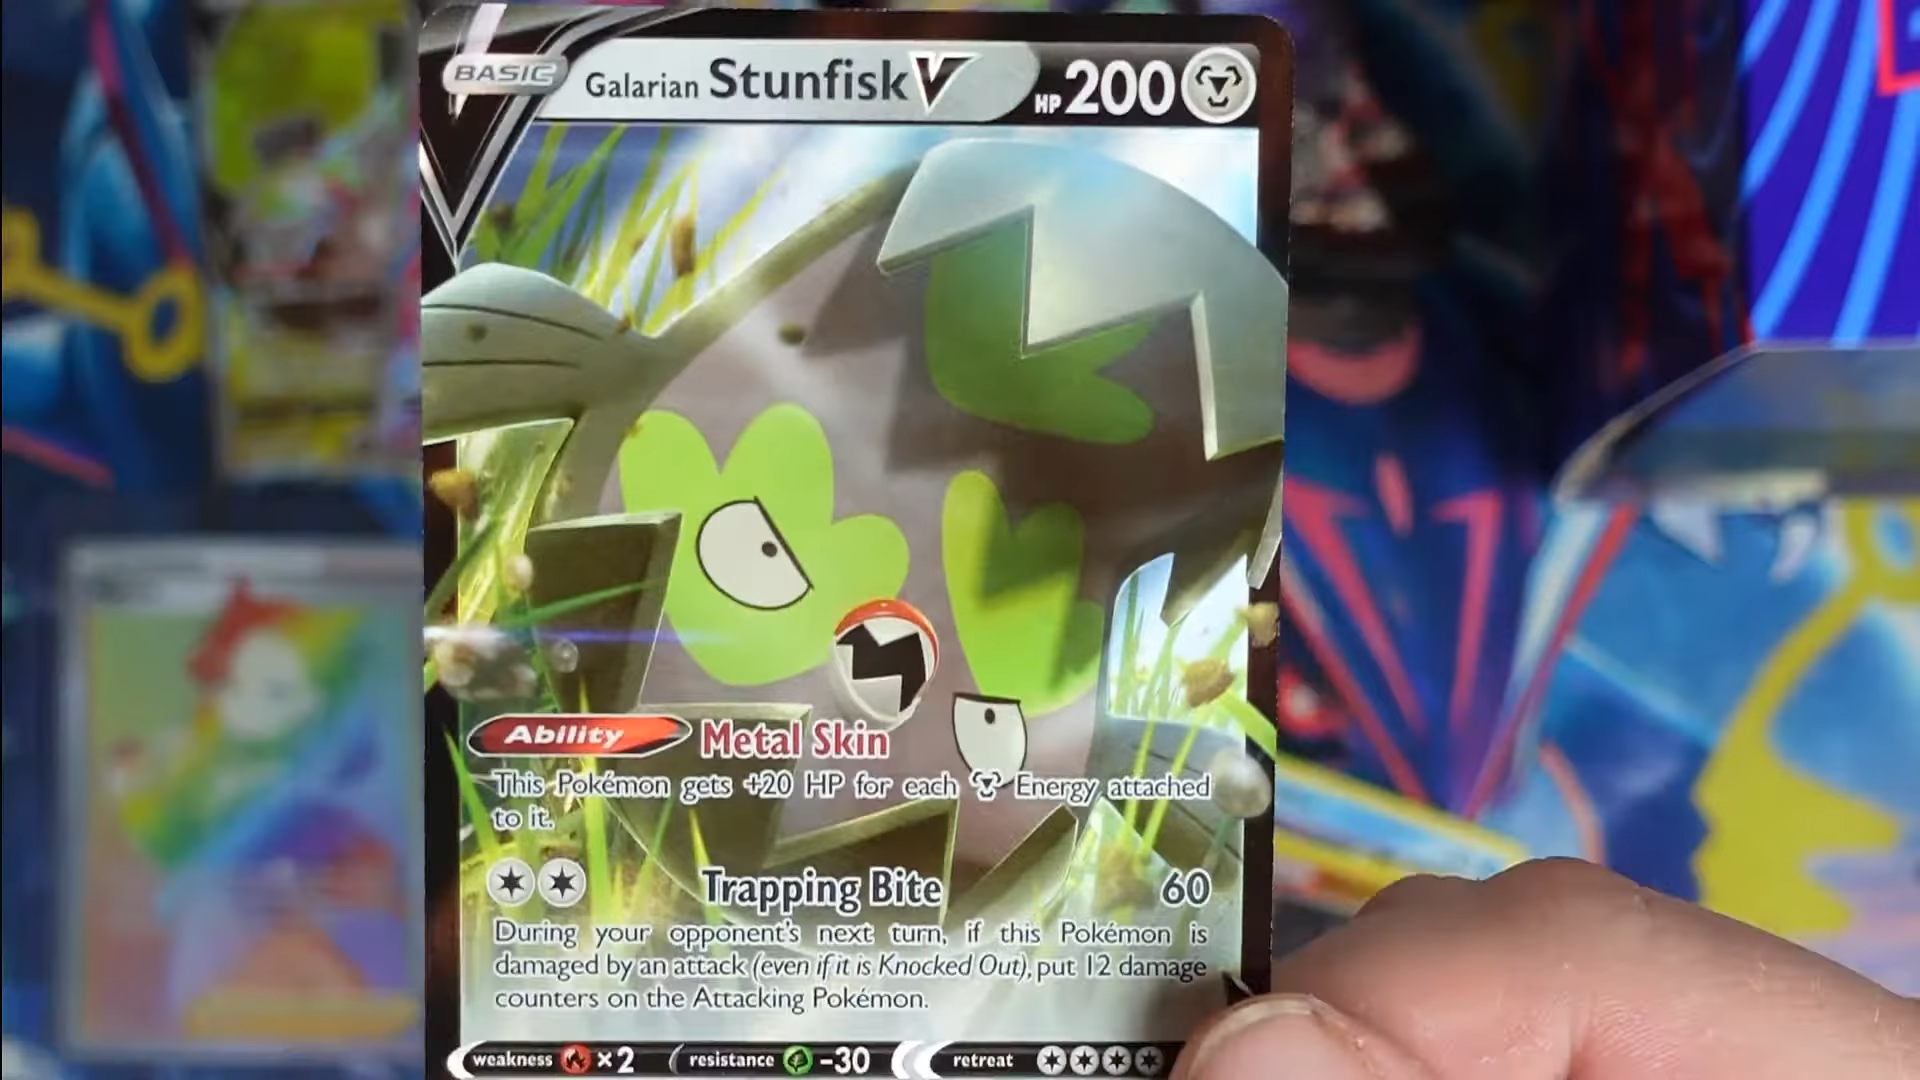 BASIC
Galarian Stunfisk V HP 200
Ability Metal Skin
This Pokémon gets +20 HP for each Energy attached
to it.
Trapping Bite 60
During your opponent's next turn, if this Pokémon is
damaged by an attack (even if it is Knocked Out), put 12 damage
counters on the Attacking Pokémon.
weakness ×2 resistance -30 retreat